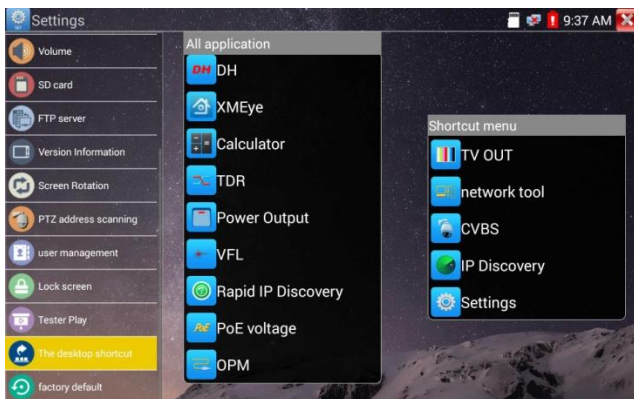 Settings
9:37 AM
Volume
SD card
FTP server
Version Information
Screen Rotation
PTZ address scanning
user management
Lock screen
Tester Play
The desktop shortcut
factory default
All application
DH DH
XMEye
Calculator
TDR
Power Output
VFL
Rapid IP Discovery
PoE PoE voltage
OPM
Shortcut menu
TV OUT
network tool
CVBS
IP Discovery
Settings